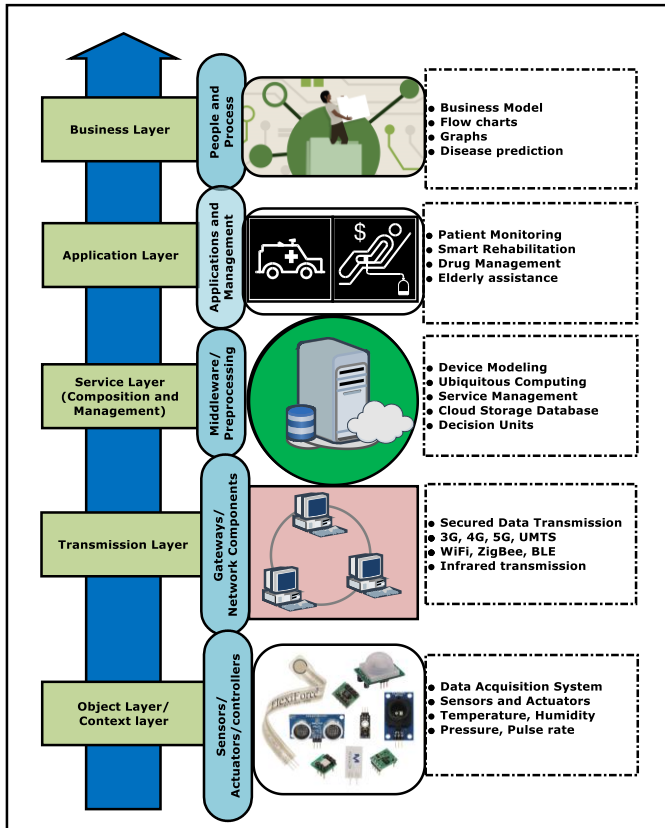 Business Layer
People and
Process
Business Model
Flow charts
Graphs
Disease prediction
Application Layer
Applications and
Management
$
Patient Monitoring
Smart Rehabilitation
Drug Management
Elderly assistance
Service Layer
(Composition and
Management)
Middleware/
Preprocessing
Device Modeling
Ubiquitous Computing
Service Management
Cloud Storage Database
Decision Units
Transmission Layer
Gateways/
Network Components
Secured Data Transmission
3G, 4G, 5G, UMTS
WiFi, ZigBee, BLE
Infrared transmission
Object Layer/
Context layer
Sensors/
Actuators/controllers
FlexiForce
Data Acquisition System
Sensors and Actuators
Temperature, Humidity
Pressure, Pulse rate